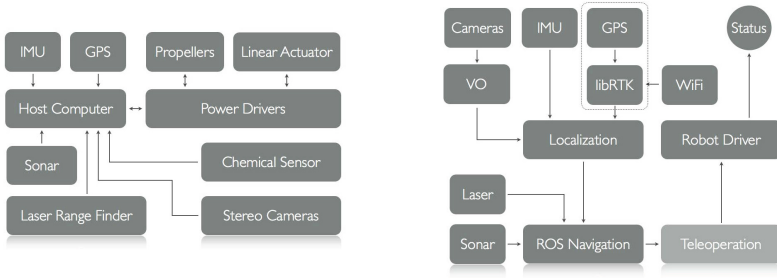 IMU
GPS
Propellers
Linear Actuator
Host Computer
Power Drivers
Sonar
Chemical Sensor
Laser Range Finder
Stereo Cameras
Cameras
IMU
GPS
Status
VO
libRTK
WiFi
Localization
Robot Driver
Laser
Sonar
ROS Navigation
Teleoperation